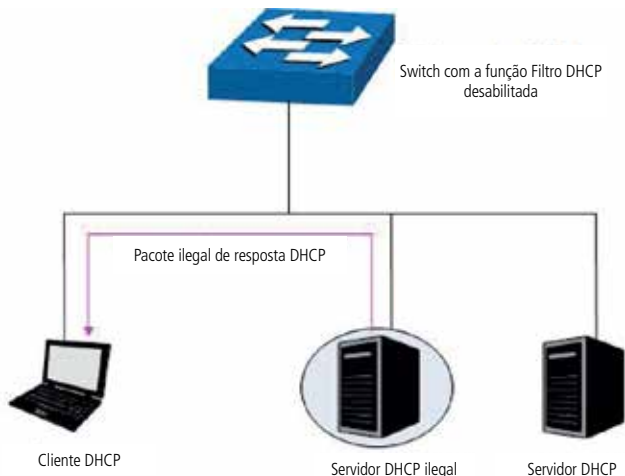 Switch com a função Filtro DHCP
desabilitada
Pacote ilegal de resposta DHCP
Cliente DHCP
Servidor DHCP ilegal
Servidor DHCP